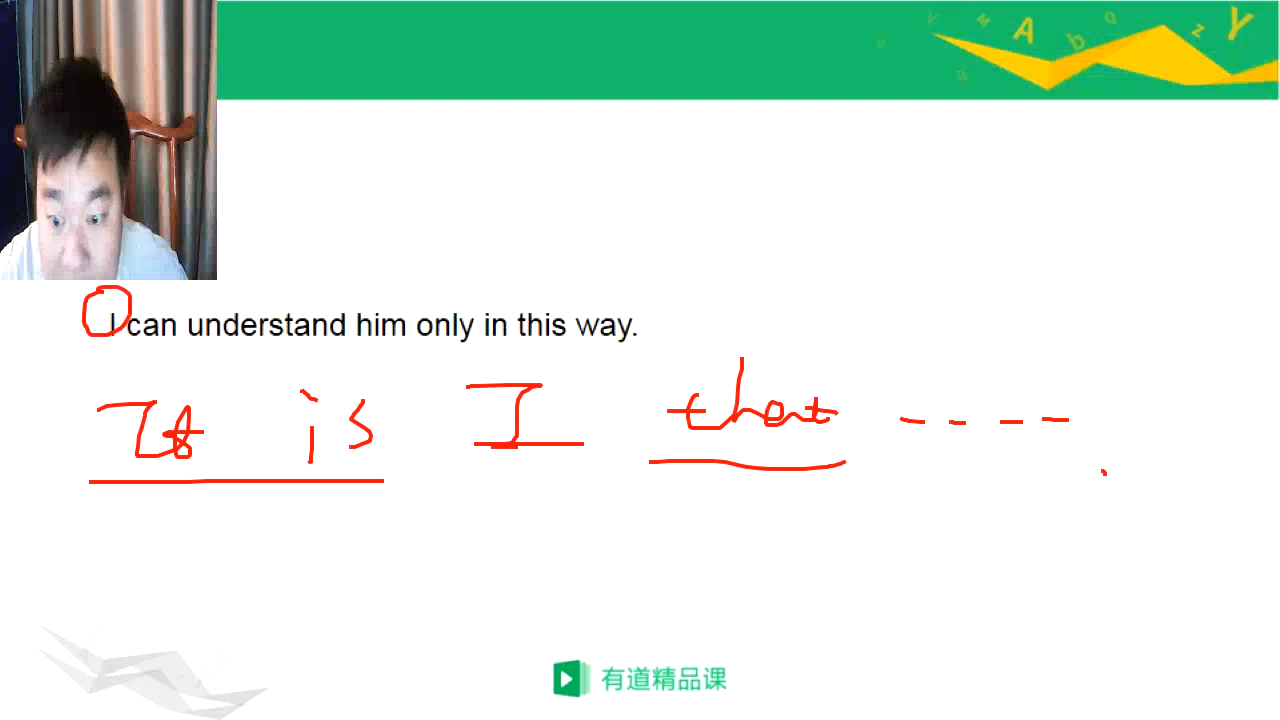 I can understand him only in this way.
It is I that ----.
有道精品课